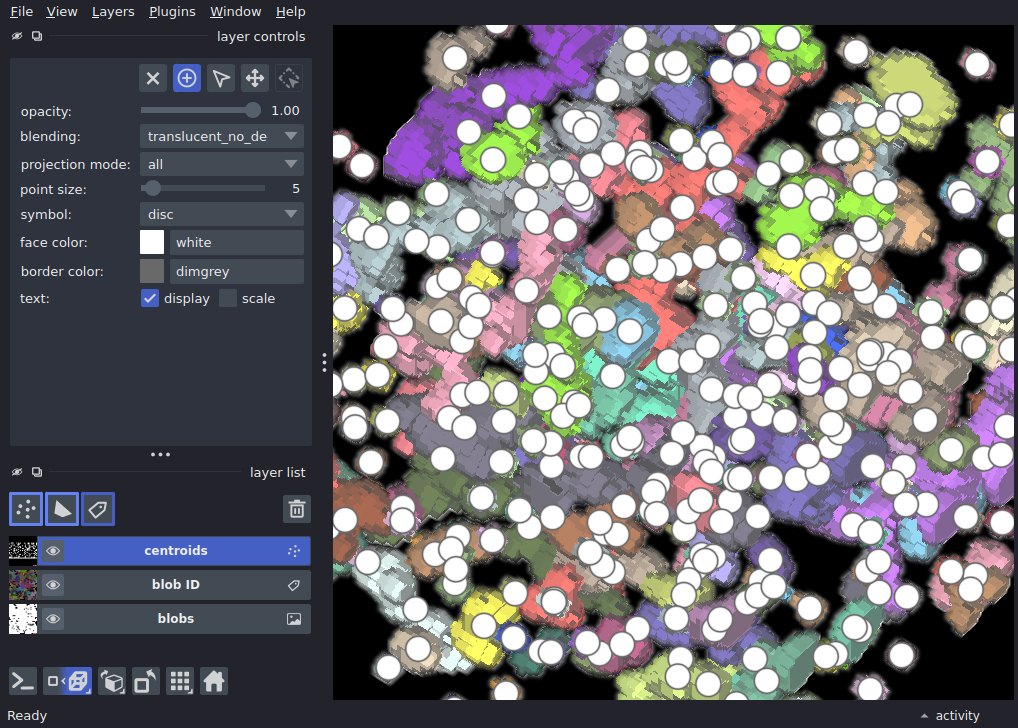 File View Layers Plugins Window Help
layer controls
opacity: 1.00
blending: translucent_no_de
projection mode: all
point size: 5
symbol: disc
face color: white
border color: dimgrey
text: display scale
layer list
centroids
blob ID
blobs
Ready
activity